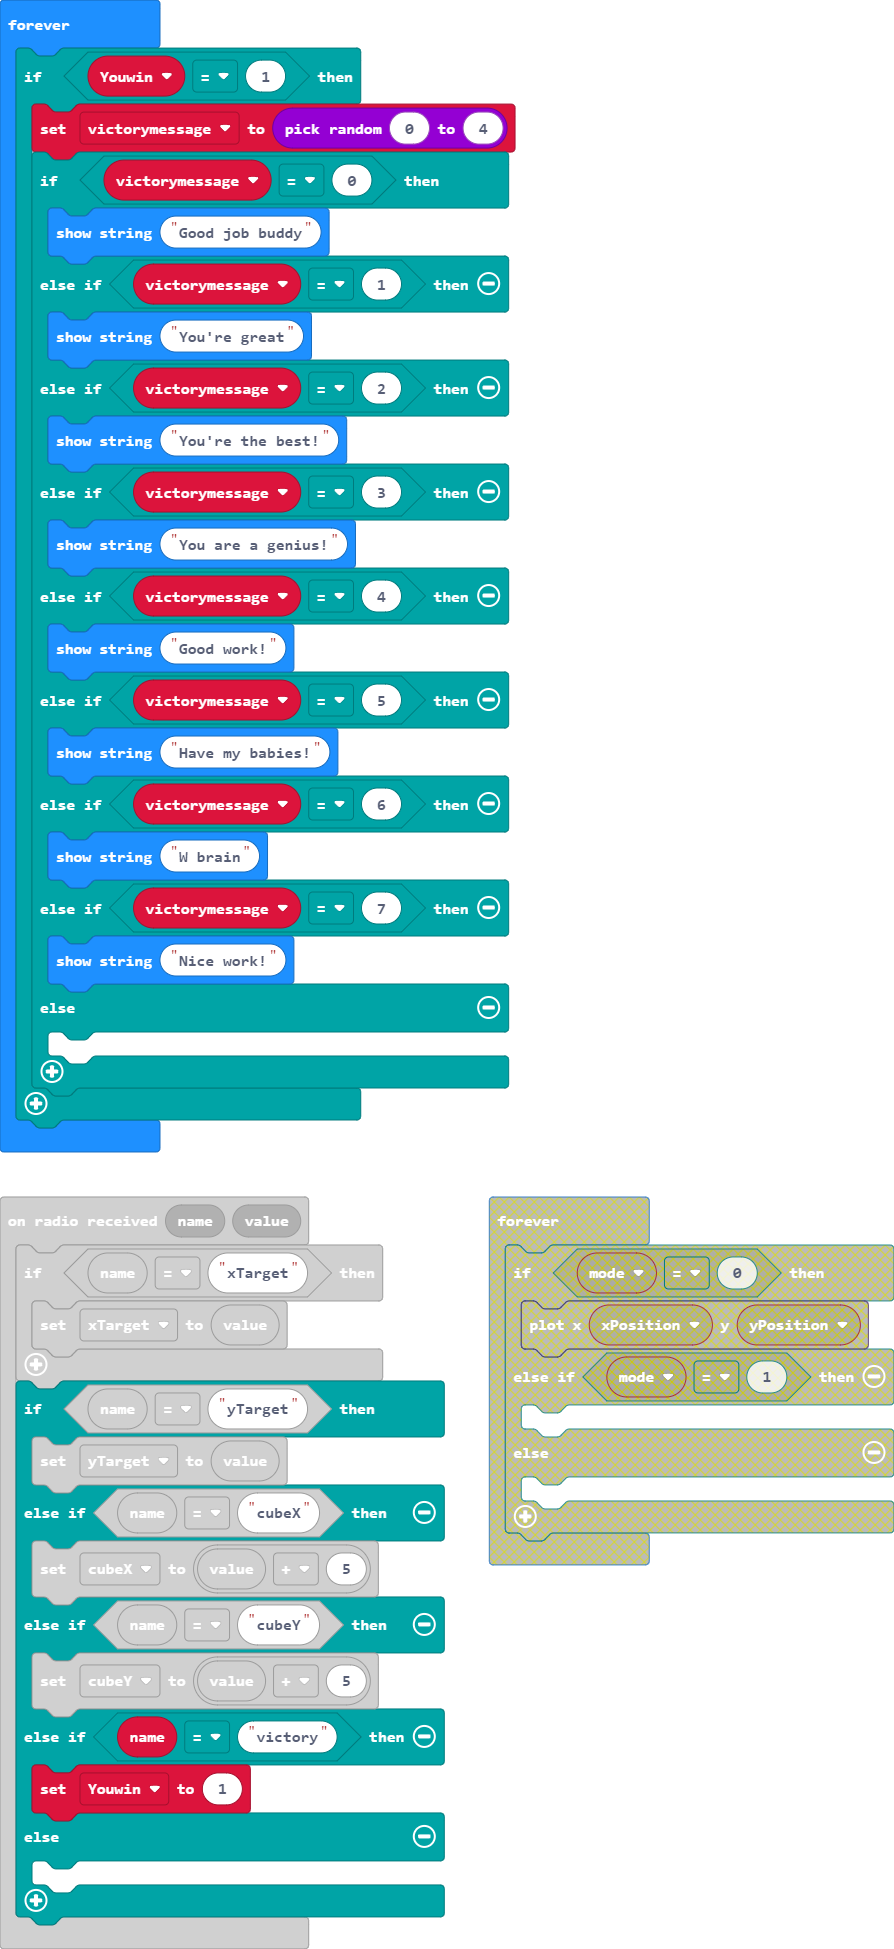 forever
if Youwin = 1 then
set victorymessage to pick random 0 to 4
if victorymessage = 0 then
show string "Good job buddy"
else if victorymessage = 1 then
show string "You're great"
else if victorymessage = 2 then
show string "You're the best!"
else if victorymessage = 3 then
show string "You are a genius!"
else if victorymessage = 4 then
show string "Good work!"
else if victorymessage = 5 then
show string "Have my babies!"
else if victorymessage = 6 then
show string "W brain"
else if victorymessage = 7 then
show string "Nice work!"
else
on radio received name value
if name = "xTarget" then
set xTarget to value
if name = "yTarget" then
set yTarget to value
else if name = "cubeX" then
set cubeX to value + 5
else if name = "cubeY" then
set cubeY to value + 5
else if name = "victory" then
set Youwin to 1
else
forever
if mode = 0 then
plot x xPosition y yPosition
else if mode = 1 then
else